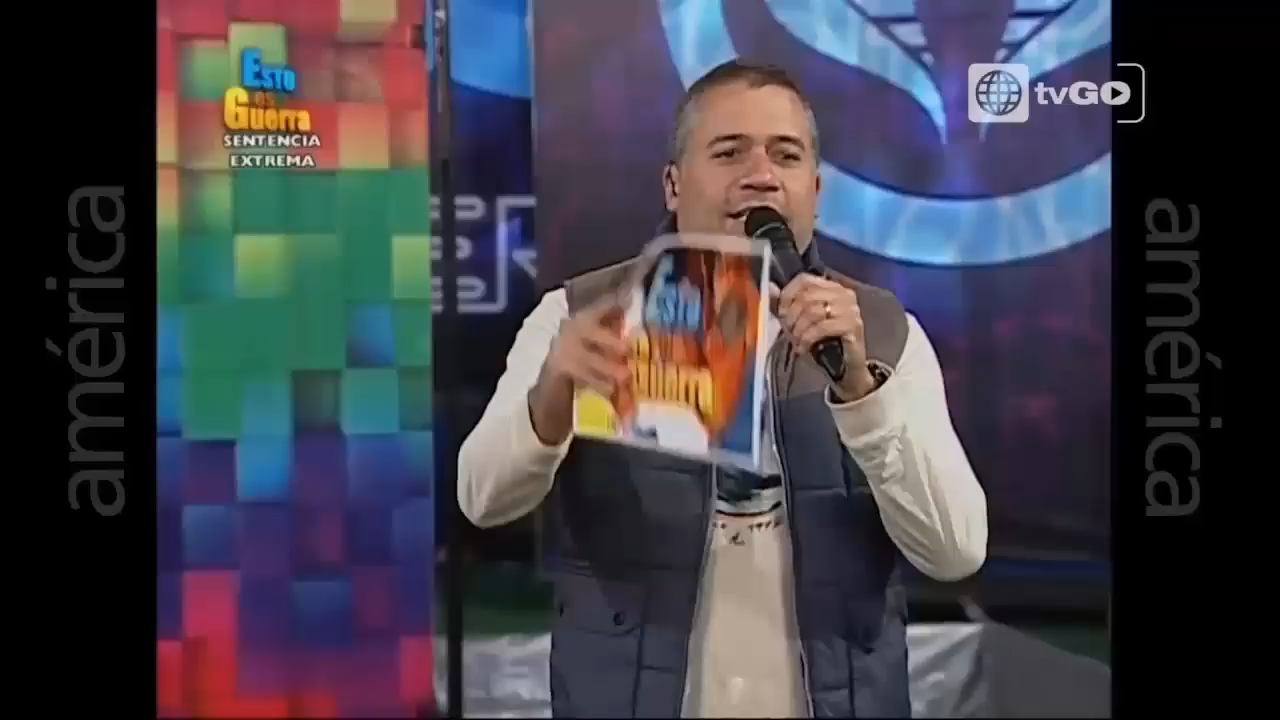 ESTO
es
Guerra
SENTENCIA
EXTREMA
tvGO
ESTO
Guerra
américa
américa